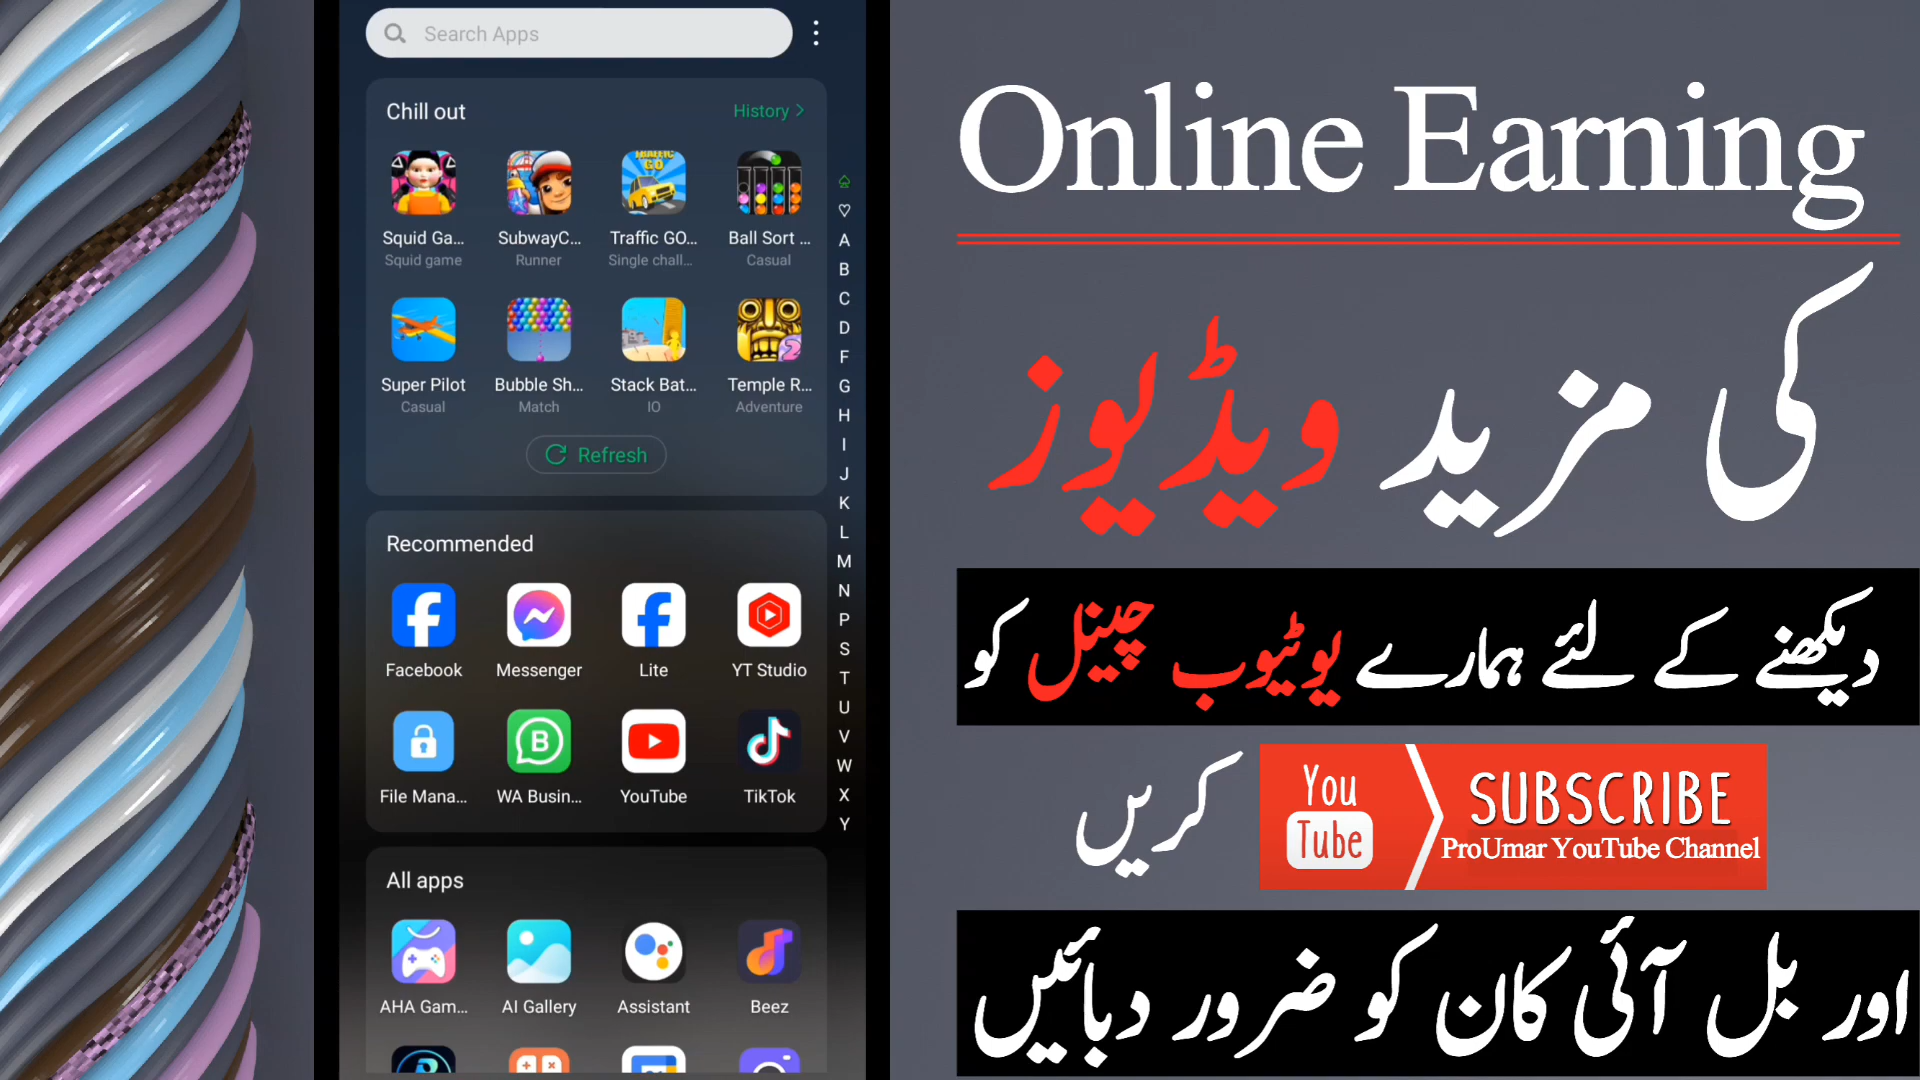 Search Apps
Chill out
History >
TRAFFIC GO
Squid Ga...
SubwayC...
Traffic GO...
Ball Sort ...
Squid game
Runner
Single chall...
Casual
2
Super Pilot
Bubble Sh...
Stack Bat...
Temple R...
Casual
Match
IO
Adventure
Refresh
Recommended
Facebook
Messenger
Lite
YT Studio
B
File Mana...
WA Busin...
YouTube
TikTok
All apps
AHA Gam...
AI Gallery
Assistant
Beez
A
B
C
D
F
G
H
I
J
K
L
M
N
P
S
T
U
V
W
X
Y
Online Earning
کی مزید ویڈیوز
دیکھنے کے لئے ہمارے یوٹیوب چینل کو
You Tube SUBSCRIBE
ProUmar YouTube Channel
کریں
اور بل آئی کان کو ضرور دبائیں